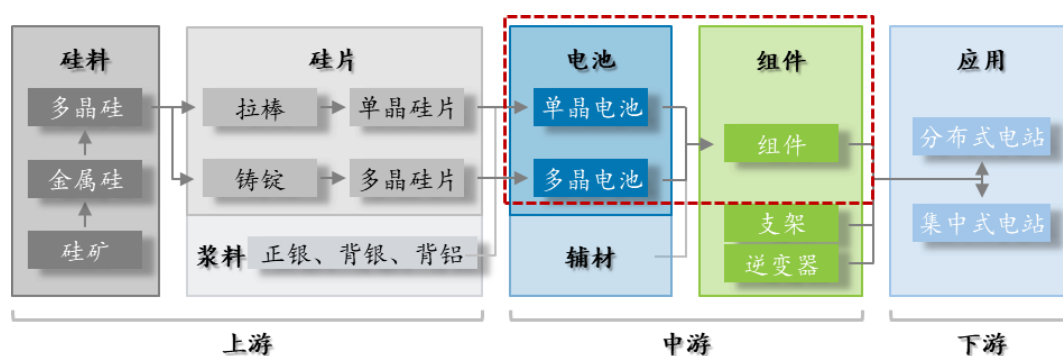 硅料
多晶硅
金属硅
硅矿
硅片
拉棒
单晶硅片
铸锭
多晶硅片
浆料
正银、背银、背铝
电池
单晶电池
多晶电池
辅材
组件
组件
支架
逆变器
应用
分布式电站
集中式电站
上游
中游
下游